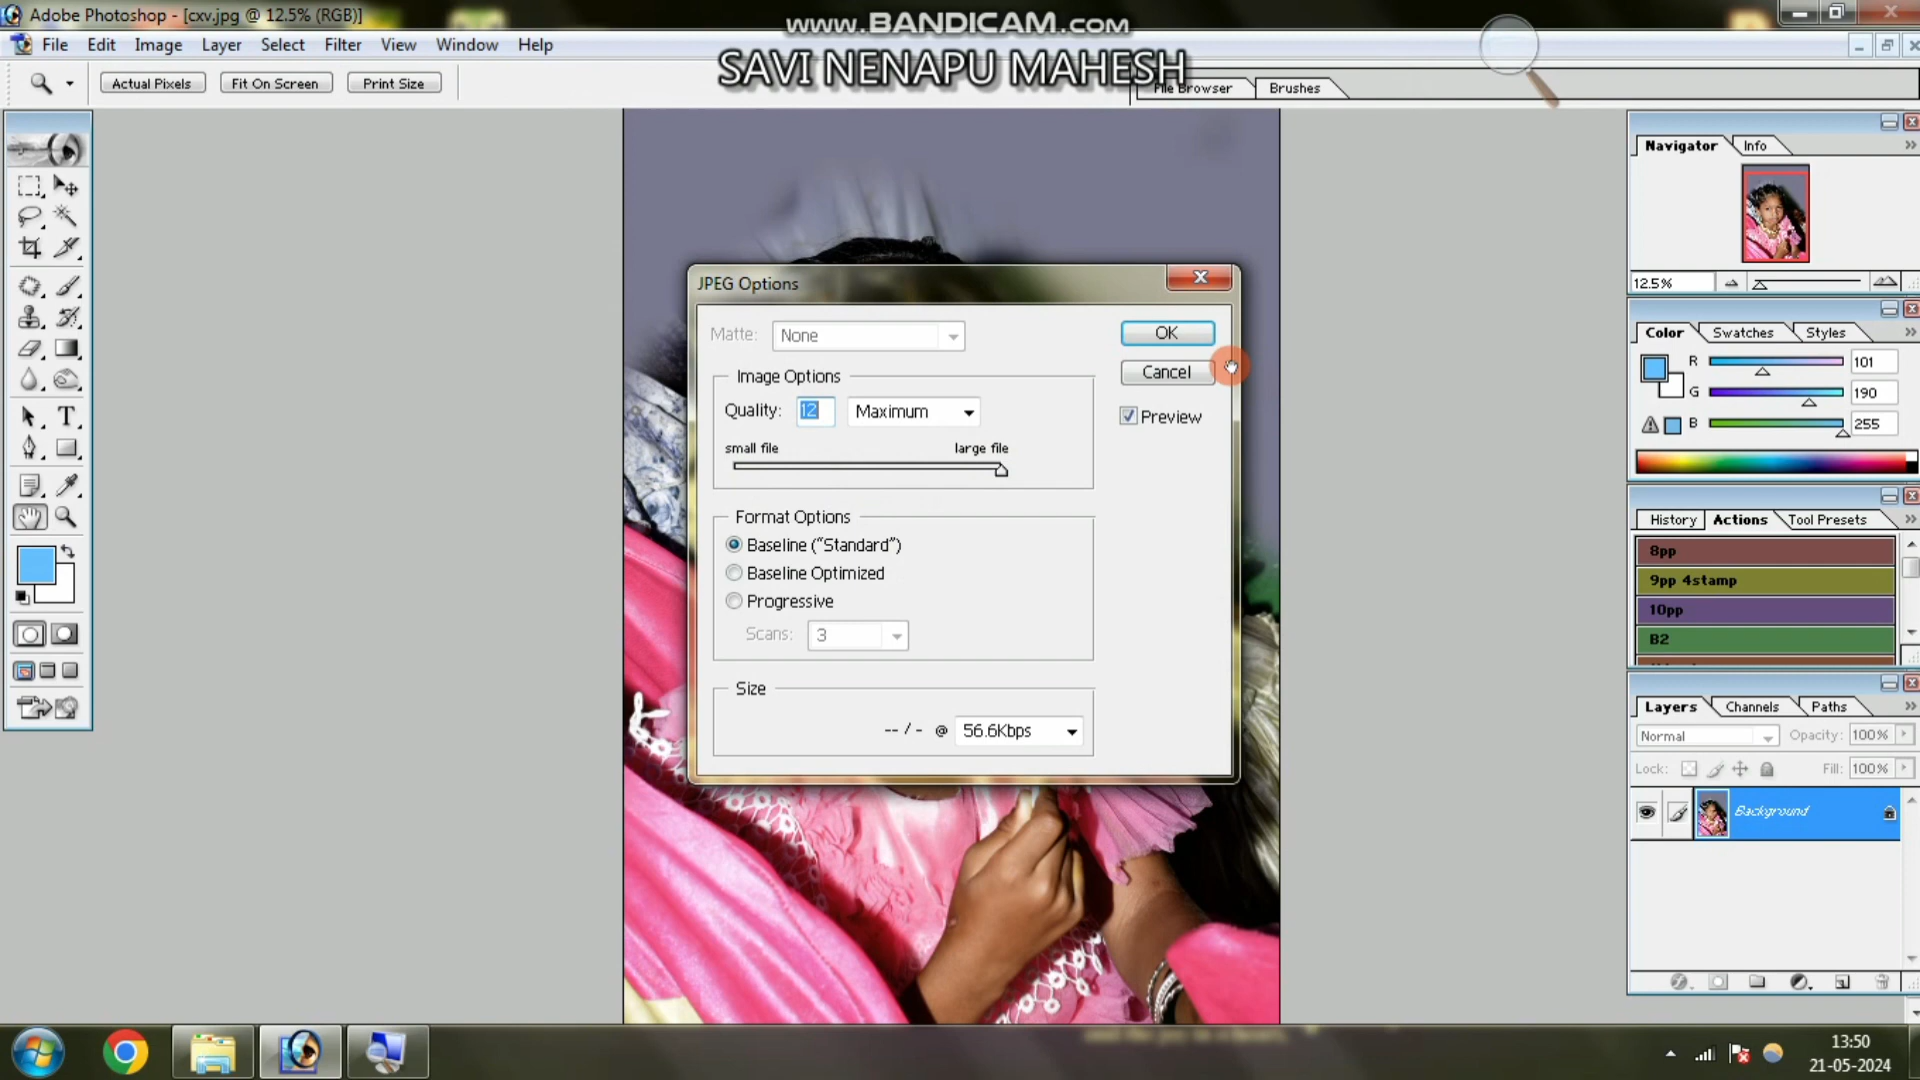 Adobe Photoshop - [cxv.jpg @ 12.5% (RGB)]
www.BANDICAM.com
File Edit Image Layer Select Filter View Window Help
SAVI NENAPU MAHESH
Actual Pixels Fit On Screen Print Size
File Browser Brushes
Navigator Info
12.5%
JPEG Options
Matte: None
OK
Cancel
Preview
Image Options
Quality: 12 Maximum
small file large file
Format Options
Baseline (“Standard”)
Baseline Optimized
Progressive
Scans: 3
Size
-- / - @ 56.6Kbps
Color Swatches Styles
R 101
G 190
B 255
History Actions Tool Presets
8pp
9pp 4stamp
10pp
B2
Layers Channels Paths
Normal Opacity: 100%
Lock: Fill: 100%
Background
13:50
21-05-2024